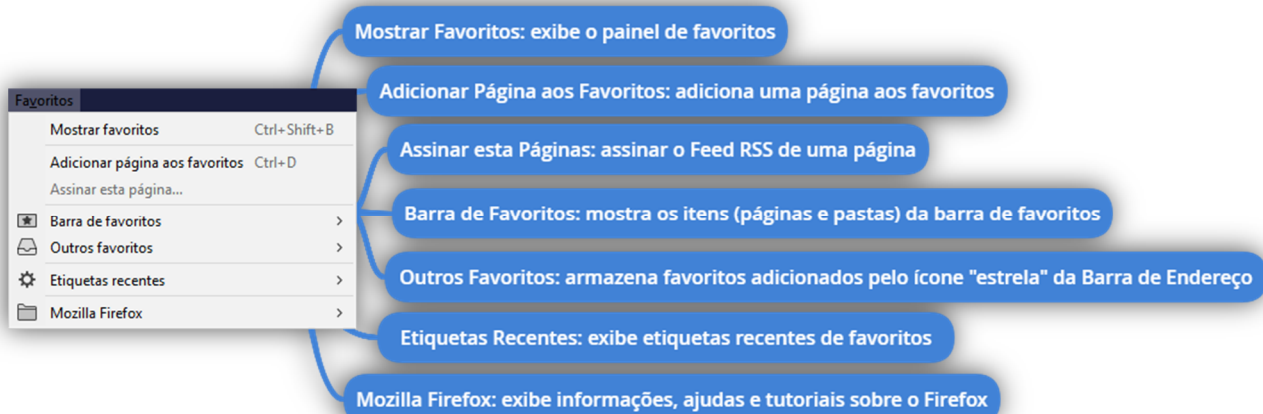 Favoritos
Mostrar favoritos Ctrl+Shift+B
Adicionar página aos favoritos Ctrl+D
Assinar esta página...
Barra de favoritos
Outros favoritos
Etiquetas recentes
Mozilla Firefox
Mostrar Favoritos: exibe o painel de favoritos
Adicionar Página aos Favoritos: adiciona uma página aos favoritos
Assinar esta Páginas: assinar o Feed RSS de uma página
Barra de Favoritos: mostra os itens (páginas e pastas) da barra de favoritos
Outros Favoritos: armazena favoritos adicionados pelo ícone "estrela" da Barra de Endereço
Etiquetas Recentes: exibe etiquetas recentes de favoritos
Mozilla Firefox: exibe informações, ajudas e tutoriais sobre o Firefox